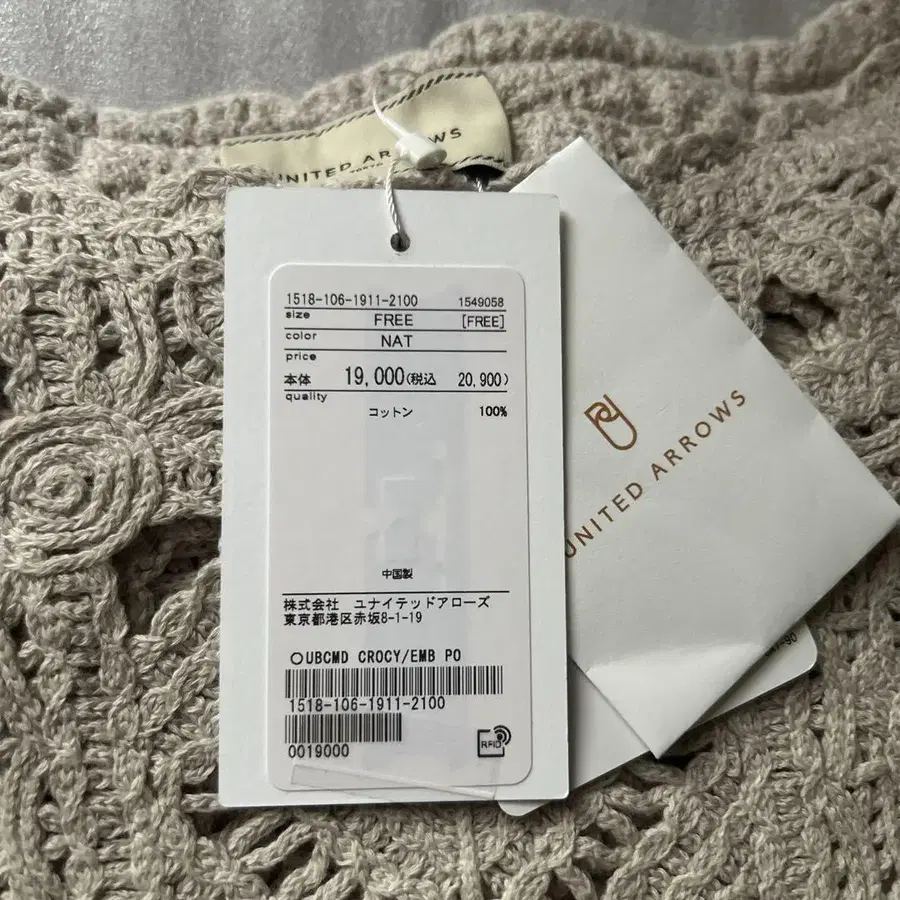 UNITED ARROWS
1518-106-1911-2100 1549058
size FREE [FREE]
color NAT
price
本体 19,000(税込 20,900)
quality
コットン 100%
中国製
株式会社 ユナイテッドアローズ
東京都港区赤坂8-1-19
○UBCMD CROCY/EMB PO
1518-106-1911-2100
0019000
RFID
UNITED ARROWS